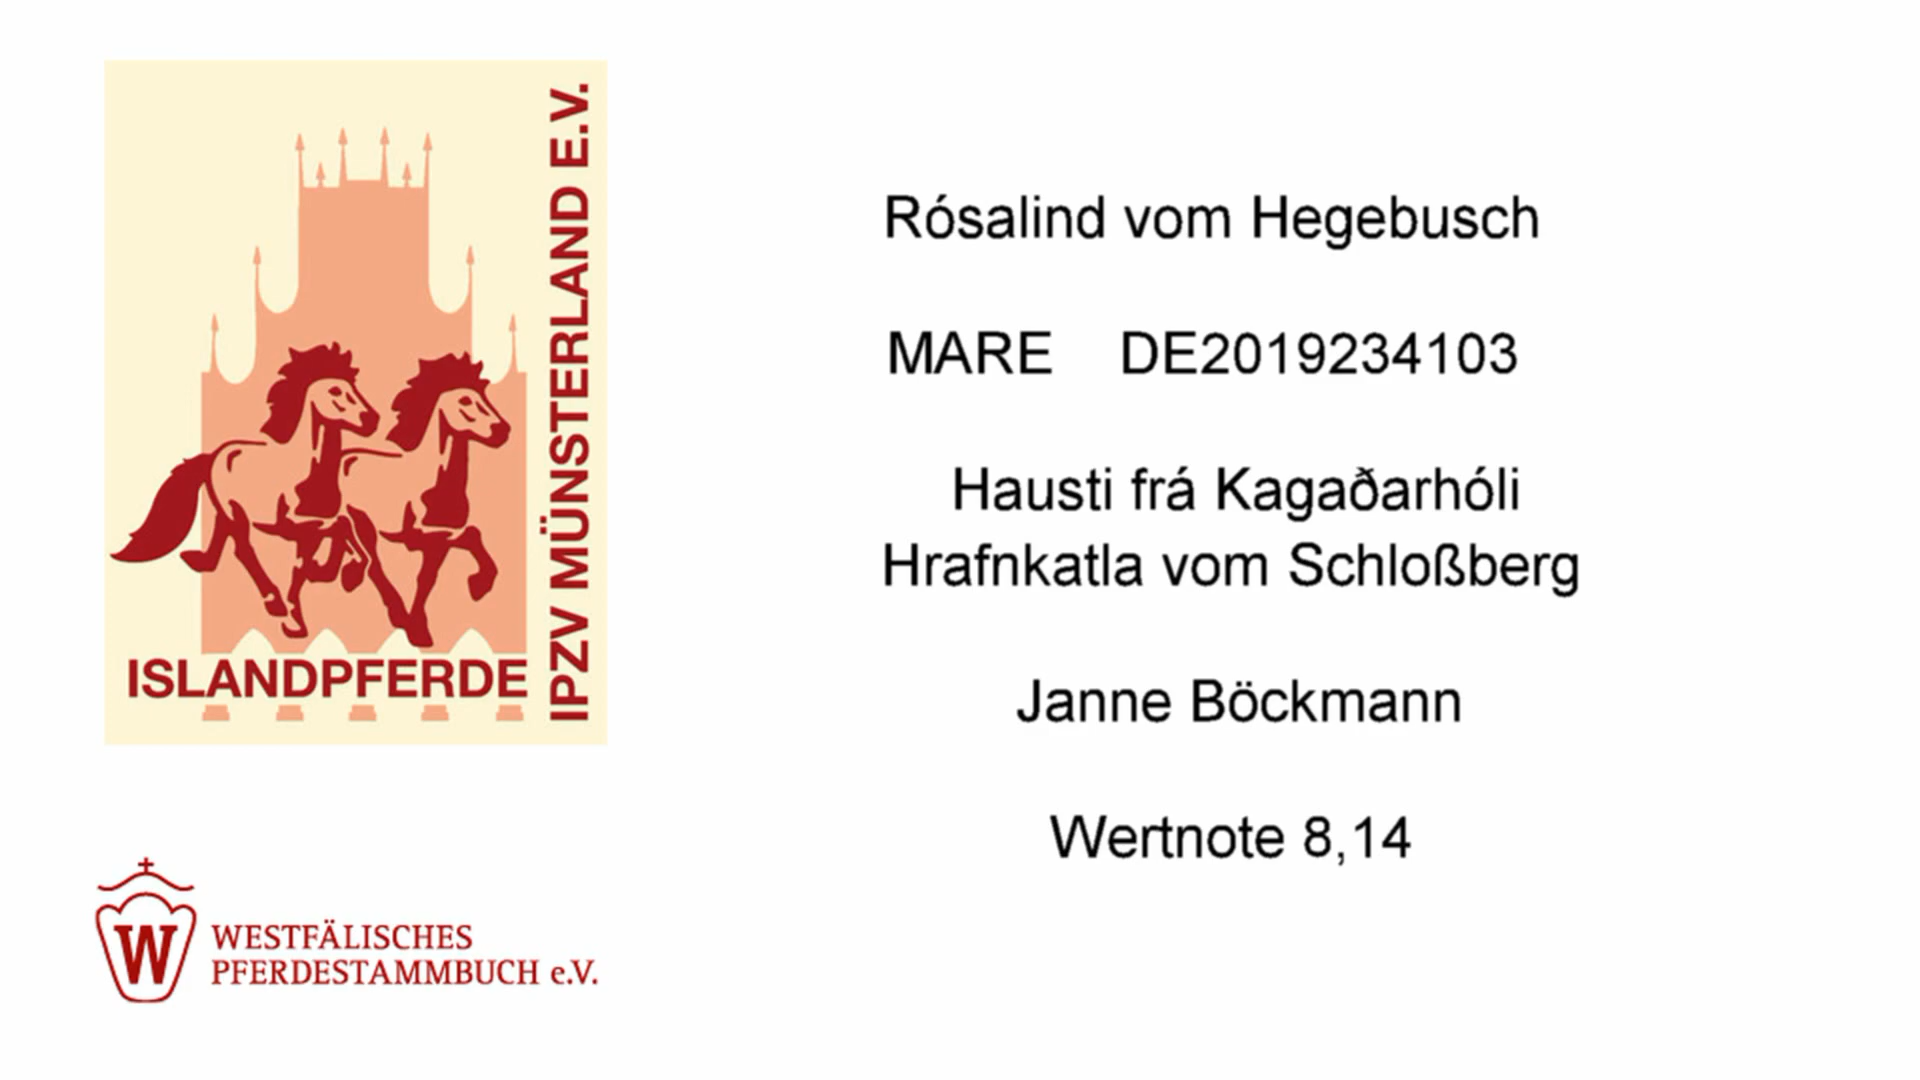 ISLANDPFERDE
IPZV MÜNSTERLAND E.V.
W
WESTFÄLISCHES
PFERDESTAMMBUCH e.V.
Rósalind vom Hegebusch
MARE DE2019234103
Hausti frá Kagaðarhóli
Hrafnkatla vom Schloßberg
Janne Böckmann
Wertnote 8,14